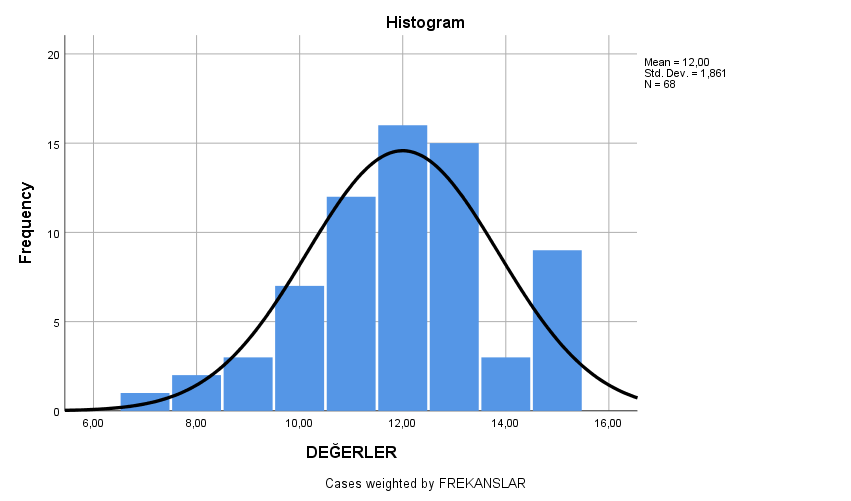 Histogram
Mean = 12,00
Std. Dev. = 1,861
N = 68
Frequency
20
15
10
5
0
6,00 8,00 10,00 12,00 14,00 16,00
DEĞERLER
Cases weighted by FREKANSLAR